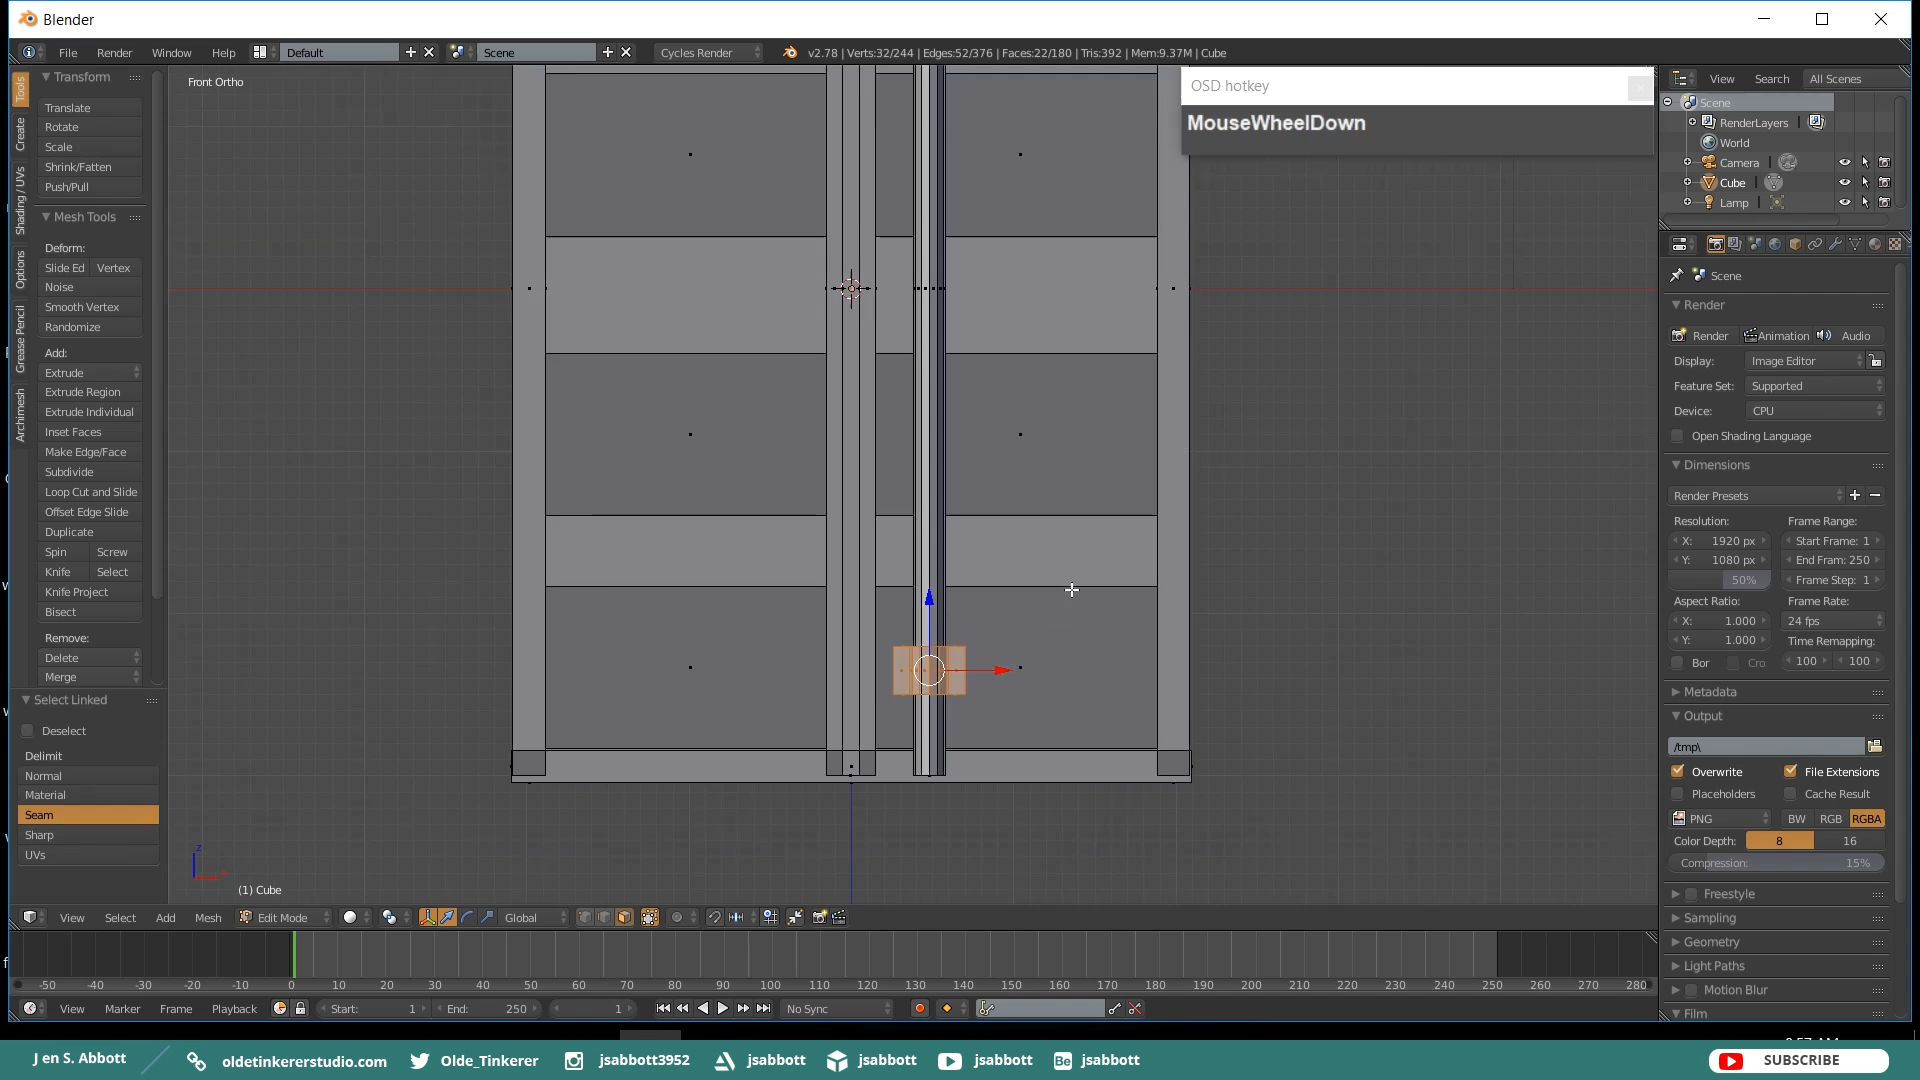 Blender
File Render Window Help Default Scene Cycles Render v2.78 | Verts:32/244 | Edges:52/376 | Faces:22/180 | Tris:392 | Mem:9.37M | Cube
Tools
Create
Shading / UVs
Options
Grease Pencil
Archimesh
Transform
Translate
Rotate
Scale
Shrink/Fatten
Push/Pull
Mesh Tools
Deform:
Slide Ed Vertex
Noise
Smooth Vertex
Randomize
Add:
Extrude
Extrude Region
Extrude Individual
Inset Faces
Make Edge/Face
Subdivide
Loop Cut and Slide
Offset Edge Slide
Duplicate
Spin Screw
Knife Select
Knife Project
Bisect
Remove:
Delete
Merge
Select Linked
Deselect
Delimit
Normal
Material
Seam
Sharp
UVs
Front Ortho
OSD hotkey
MouseWheelDown
z
(1) Cube
View Select Add Mesh Edit Mode Global
-50 -40 -30 -20 -10 0 10 20 30 40 50 60 70 80 90 100 110 120 130 140 150 160 170 180 190 200 210 220 230 240 250 260 270 280
View Marker Frame Playback Start: 1 End: 250 1 No Sync
View Search All Scenes
Scene
RenderLayers
World
Camera
Cube
Lamp
Scene
Render
Render Animation Audio
Display: Image Editor
Feature Set: Supported
Device: CPU
Open Shading Language
Dimensions
Render Presets
Resolution: Frame Range:
X: 1920 px Start Frame: 1
Y: 1080 px End Fram: 250
50% Frame Step: 1
Aspect Ratio: Frame Rate:
X: 1.000 24 fps
Y: 1.000 Time Remapping:
Bor Cro 100 100
Metadata
Output
/tmp\
Overwrite File Extensions
Placeholders Cache Result
PNG BW RGB RGBA
Color Depth: 8 16
Compression: 15%
Freestyle
Sampling
Geometry
Light Paths
Motion Blur
Film
J en S. Abbott oldetinkererstudio.com Olde_Tinkerer jsabbott3952 jsabbott jsabbott jsabbott Be jsabbott SUBSCRIBE